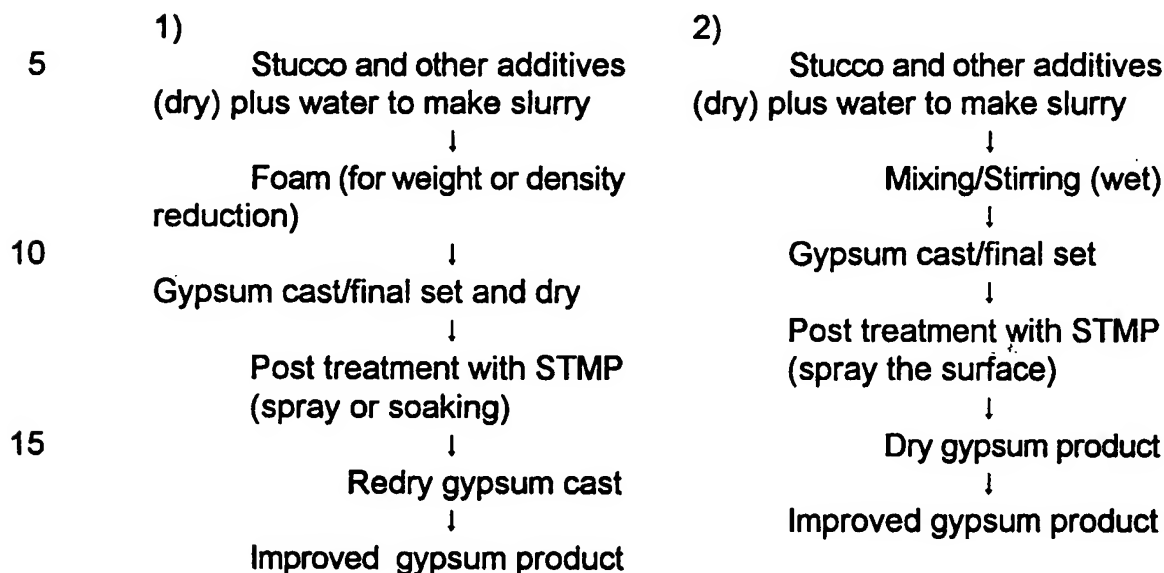 1)
5
Stucco and other additives
(dry) plus water to make slurry
↓
Foam (for weight or density
reduction)
10
↓
Gypsum cast/final set and dry
↓
Post treatment with STMP
(spray or soaking)
15
↓
Redry gypsum cast
↓
Improved gypsum product
2)
Stucco and other additives
(dry) plus water to make slurry
↓
Mixing/Stirring (wet)
↓
Gypsum cast/final set
↓
Post treatment with STMP
(spray the surface)
↓
Dry gypsum product
↓
Improved gypsum product